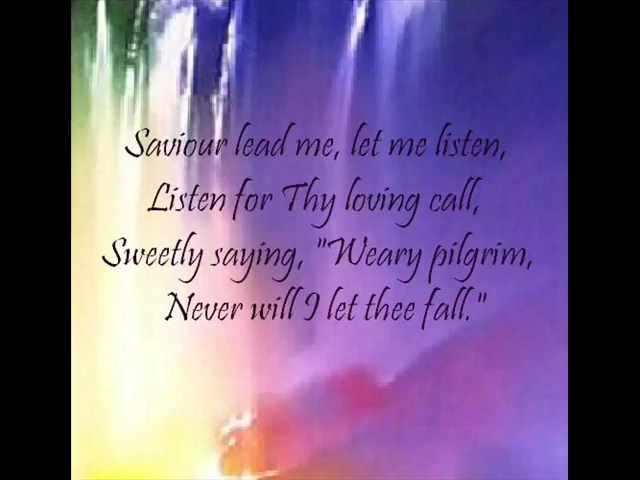 Saviour lead me, let me listen,
Listen for Thy loving call,
Sweetly saying, "Weary pilgrim,
Never will I let thee fall."